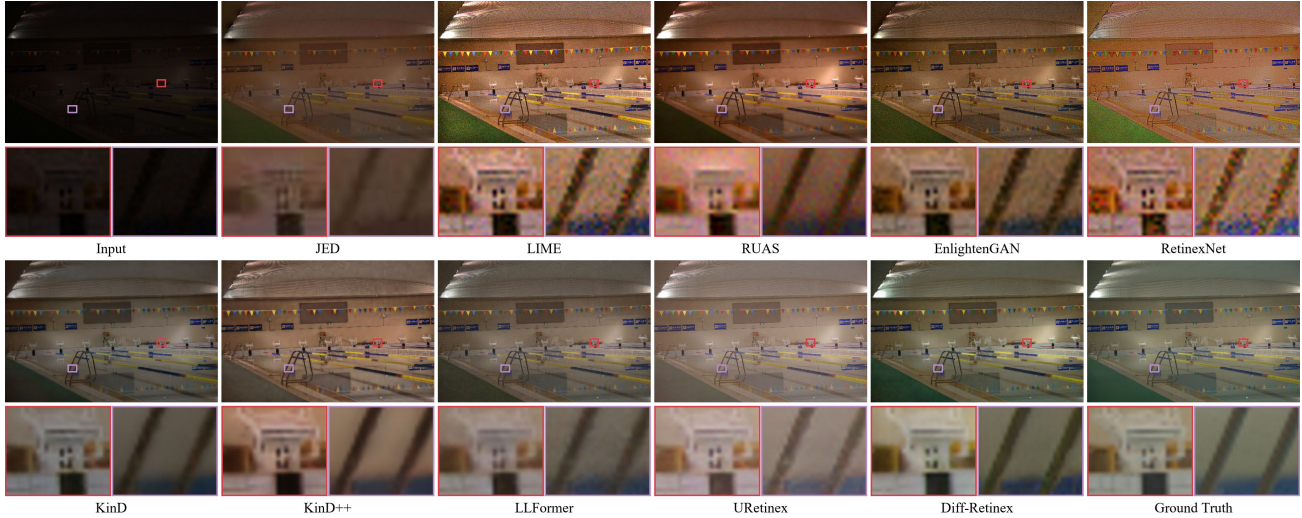 Input JED LIME RUAS EnlightenGAN RetinexNet
KinD KinD++ LLFormer URetinex Diff-Retinex Ground Truth